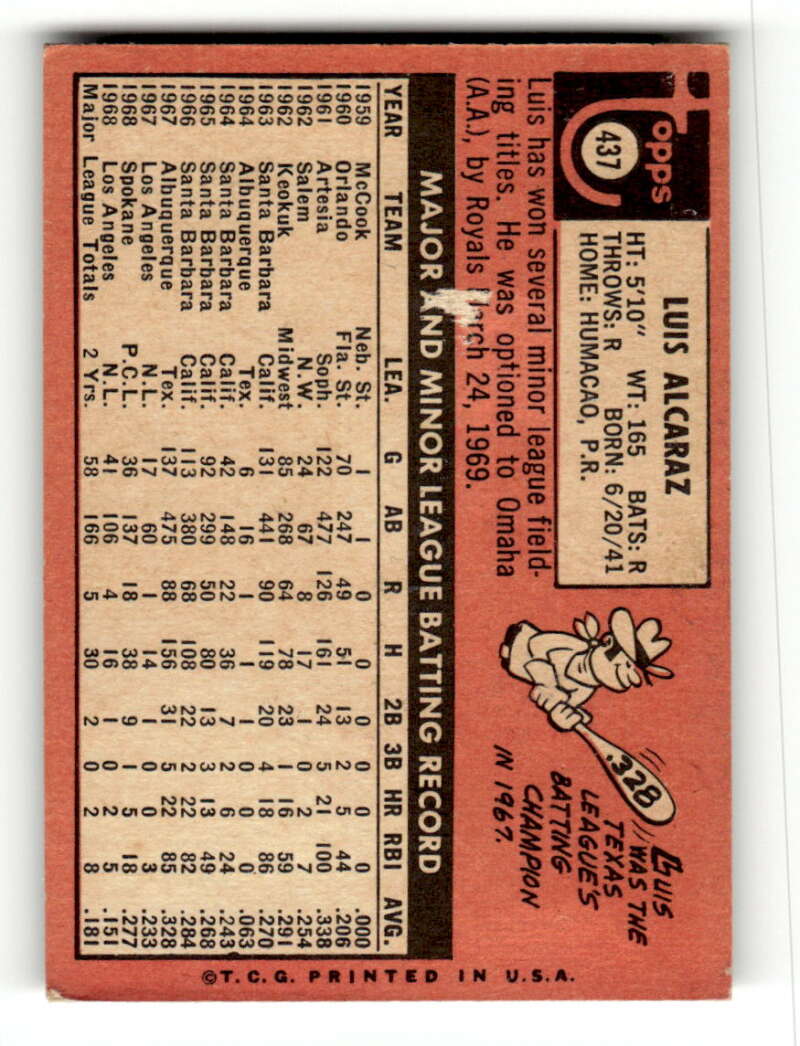 Topps
437
LUIS ALCARAZ
HT: 5'10" WT: 165 BATS: R
THROWS: R BORN: 6/20/41
HOME: HUMACAO, P.R.
.328
LUIS
WAS THE
TEXAS
LEAGUE'S
BATTING
CHAMPION
IN 1967.
Luis has won several minor league field-
ing titles. He was optioned to Omaha
(A.A.), by Royals March 24, 1969.
MAJOR AND MINOR LEAGUE BATTING RECORD
YEAR TEAM LEA. G AB R H 2B 3B HR RBI AVG.
1959 McCook Neb. St. 1 1 0 0 0 0 0 0 .000
1960 Orlando Fla. St. 70 247 49 51 13 2 5 44 .206
1961 Artesia Soph. 122 477 126 161 24 5 21 100 .338
1962 Salem N.W. 24 67 8 17 1 0 2 7 .254
1962 Keokuk Midwest 85 268 64 78 23 1 16 59 .291
1963 Santa Barbara Calif. 131 441 90 119 20 4 18 86 .270
1964 Albuquerque Tex. 6 16 1 1 1 0 0 0 .063
1964 Santa Barbara Calif. 42 148 22 36 7 2 6 24 .243
1965 Santa Barbara Calif. 92 299 50 80 13 3 13 49 .268
1966 Santa Barbara Calif. 113 380 68 108 22 2 22 82 .284
1967 Albuquerque Tex. 137 475 88 156 31 5 22 85 .328
1967 Los Angeles N.L. 17 60 1 14 1 0 0 3 .233
1968 Spokane P.C.L. 36 137 18 38 9 1 5 18 .277
1968 Los Angeles N.L. 41 106 4 16 1 0 2 5 .151
Major League Totals 2 Yrs. 58 166 5 30 2 0 2 8 .181
©T.C.G. PRINTED IN U.S.A.